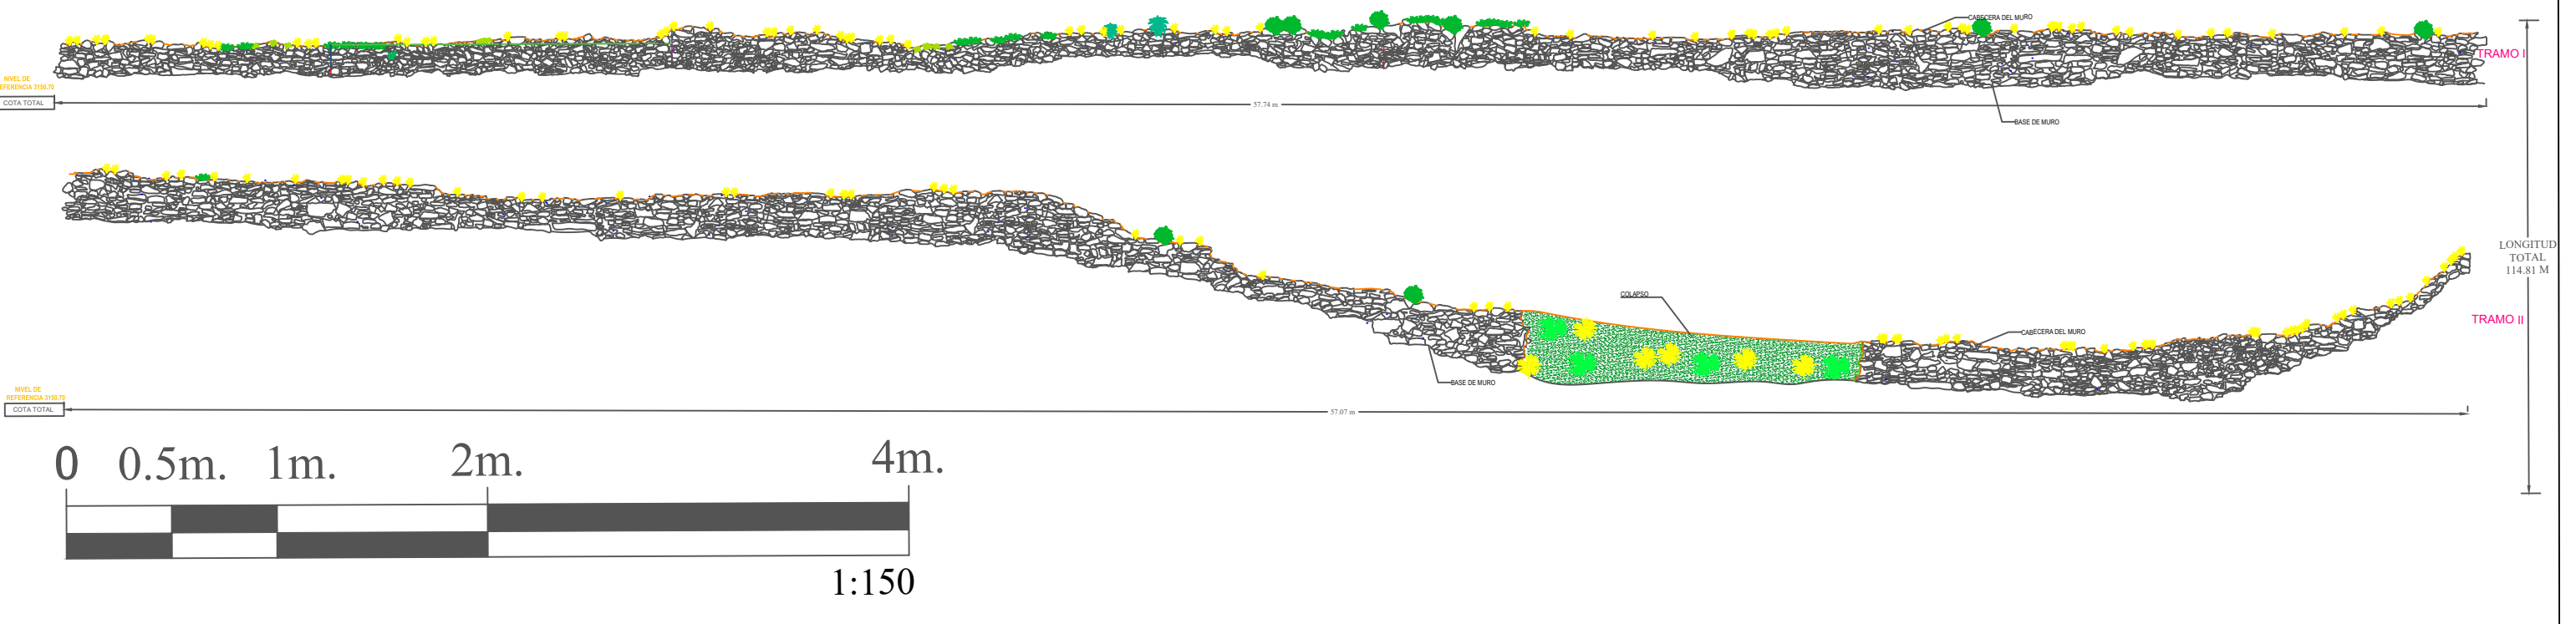 CABECERA DEL MURO
TRAMO I
NIVEL DE
REFERENCIA 3150.70
COTA TOTAL
57.74 m
BASE DE MURO
LONGITUD
TOTAL
114.81 M
COLAPSO
TRAMO II
CABECERA DEL MURO
BASE DE MURO
NIVEL DE
REFERENCIA 3150.70
COTA TOTAL
57.07 m
0 0.5m. 1m. 2m. 4m.
1:150